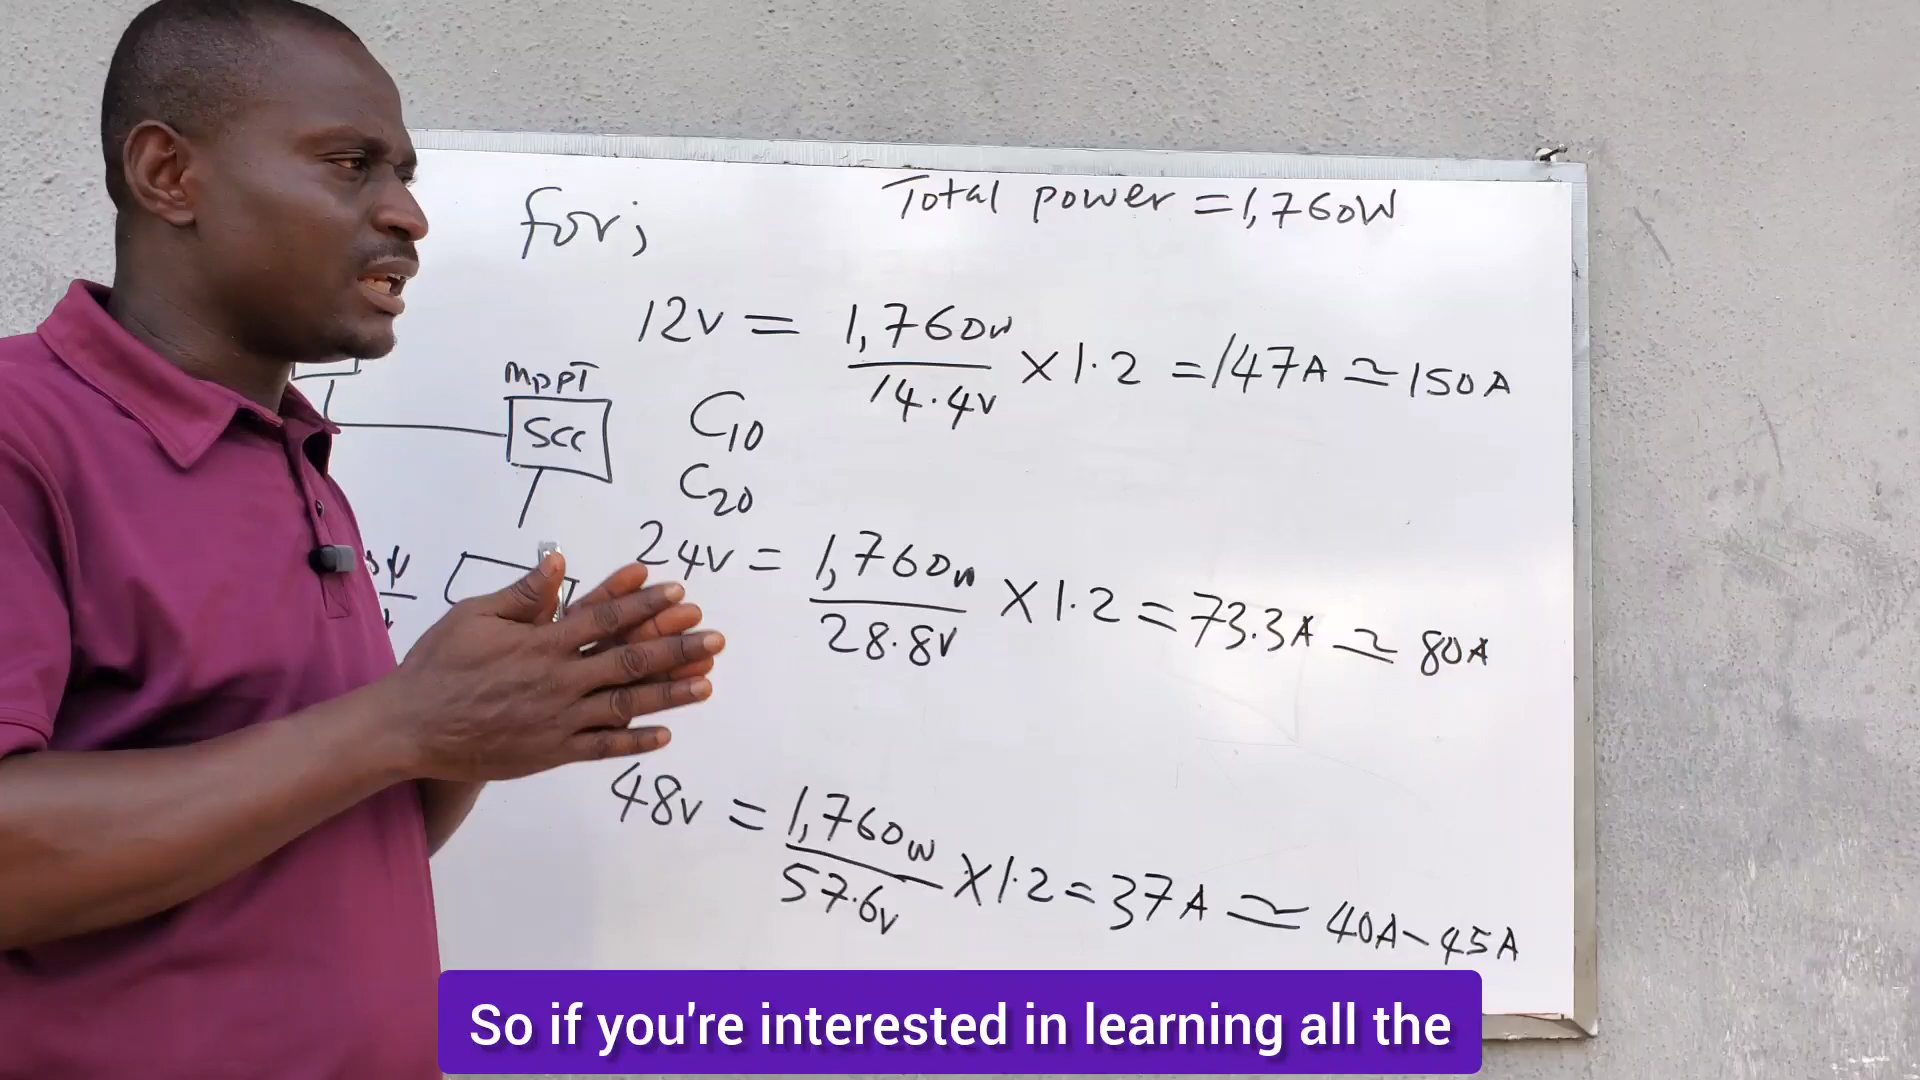 Total power = 1,760W
for;
12v = 1,760w / 14.4v × 1.2 = 147A ≃ 150A
MPPT
SCC
C10
C20
24v = 1,760w / 28.8v × 1.2 = 73.3A ≃ 80A
48v = 1,760w / 57.6v × 1.2 = 37A ≃ 40A-45A
So if you're interested in learning all the